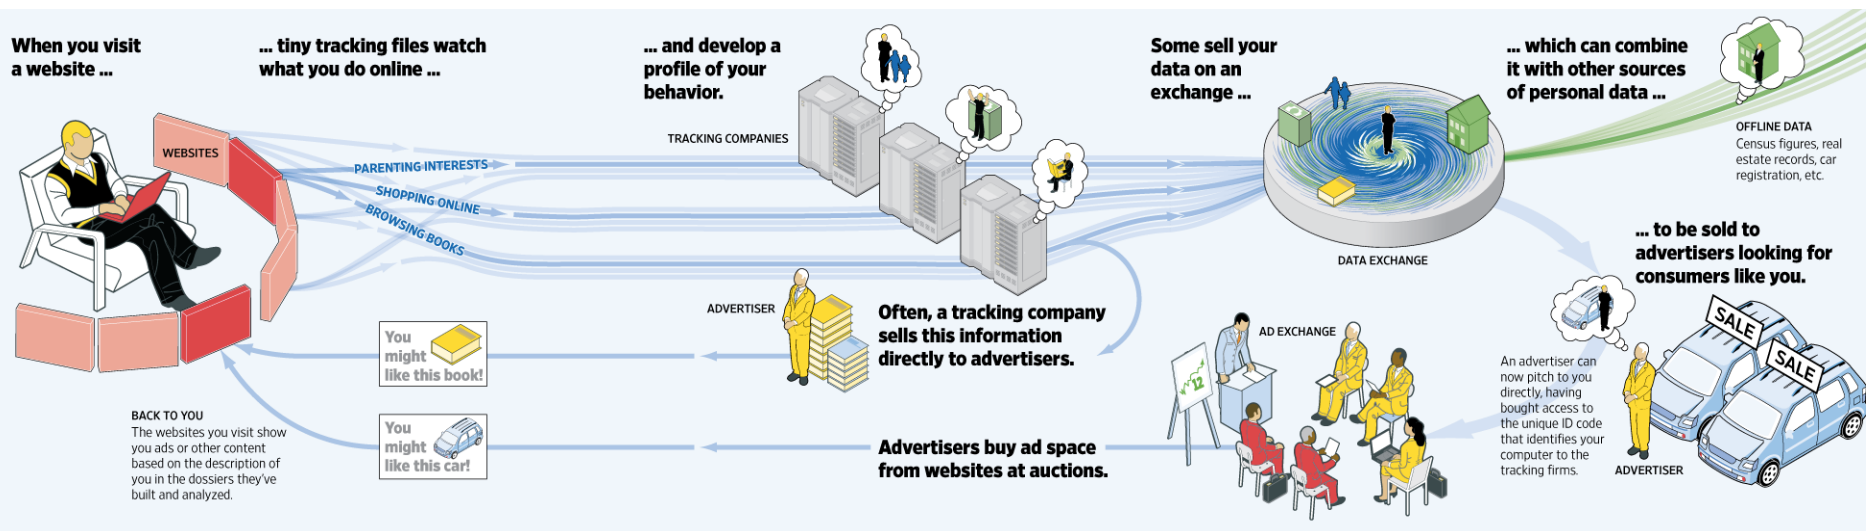 When you visit
a website ...
... tiny tracking files watch
what you do online ...
... and develop a
profile of your
behavior.
Some sell your
data on an
exchange ...
... which can combine
it with other sources
of personal data ...
WEBSITES
PARENTING INTERESTS
SHOPPING ONLINE
BROWSING BOOKS
TRACKING COMPANIES
DATA EXCHANGE
OFFLINE DATA
Census figures, real
estate records, car
registration, etc.
... to be sold to
advertisers looking for
consumers like you.
ADVERTISER
Often, a tracking company
sells this information
directly to advertisers.
You
might
like this book!
BACK TO YOU
The websites you visit show
you ads or other content
based on the description of
you in the dossiers they've
built and analyzed.
You
might
like this car!
Advertisers buy ad space
from websites at auctions.
AD EXCHANGE
12
An advertiser can
now pitch to you
directly, having
bought access to
the unique ID code
that identifies your
computer to the
tracking firms.
ADVERTISER
SALE
SALE